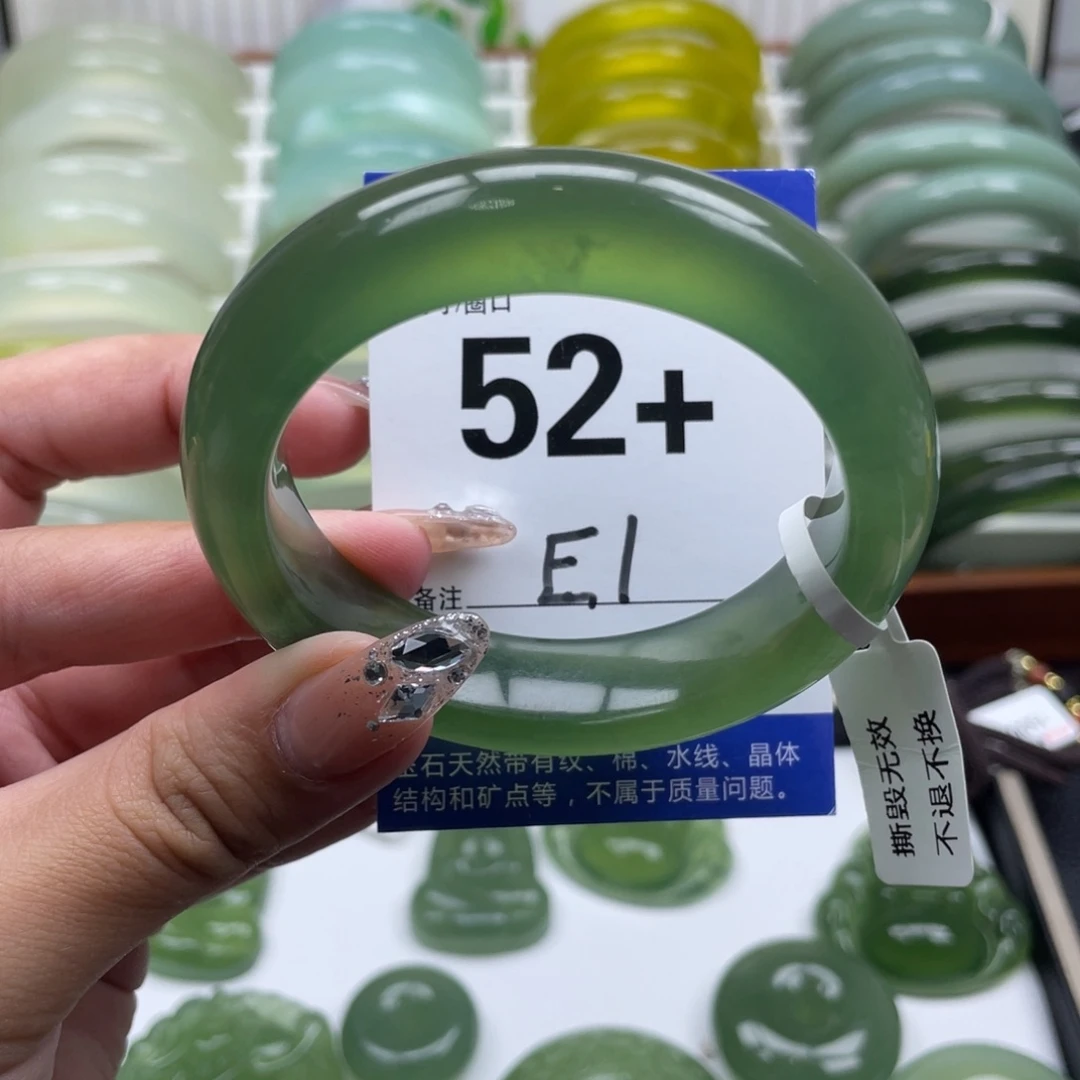 圈口
52+
E1
备注
玉石天然带有纹、棉、水线、晶体
结构和矿点等，不属于质量问题。
撕毁无效
不退不换